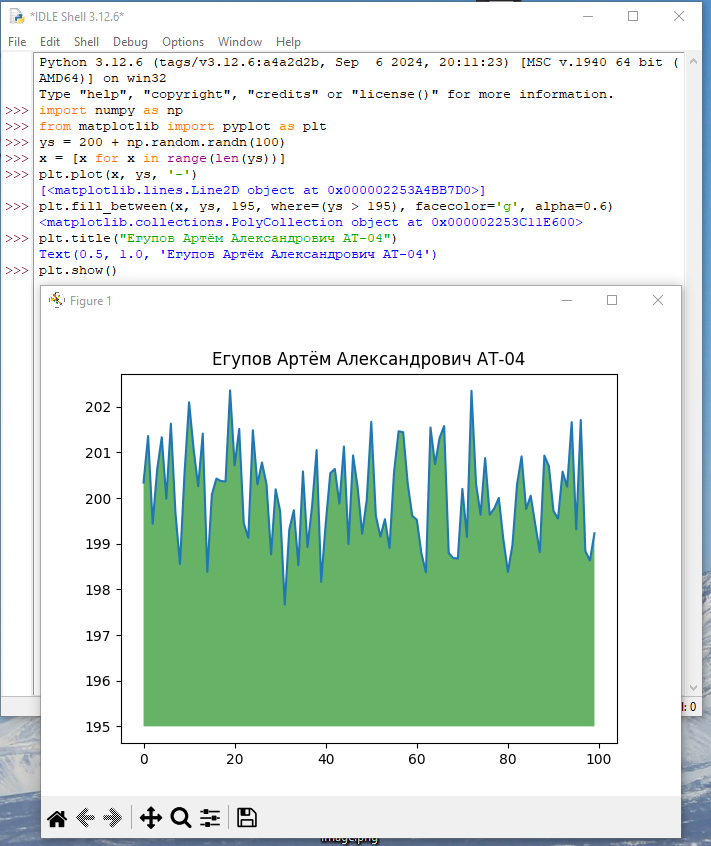 *IDLE Shell 3.12.6*
File Edit Shell Debug Options Window Help
Python 3.12.6 (tags/v3.12.6:a4a2d2b, Sep  6 2024, 20:11:23) [MSC v.1940 64 bit (
AMD64)] on win32
Type "help", "copyright", "credits" or "license()" for more information.
>>> import numpy as np
>>> from matplotlib import pyplot as plt
>>> ys = 200 + np.random.randn(100)
>>> x = [x for x in range(len(ys))]
>>> plt.plot(x, ys, '-')
[<matplotlib.lines.Line2D object at 0x000002253A4BB7D0>]
>>> plt.fill_between(x, ys, 195, where=(ys > 195), facecolor='g', alpha=0.6)
<matplotlib.collections.PolyCollection object at 0x000002253C11E600>
>>> plt.title("Егупов Артём Александрович АТ-04")
Text(0.5, 1.0, 'Егупов Артём Александрович АТ-04')
>>> plt.show()
Figure 1
Егупов Артём Александрович АТ-04
202
201
200
199
198
197
196
195
0 20 40 60 80 100
: 0
image.png